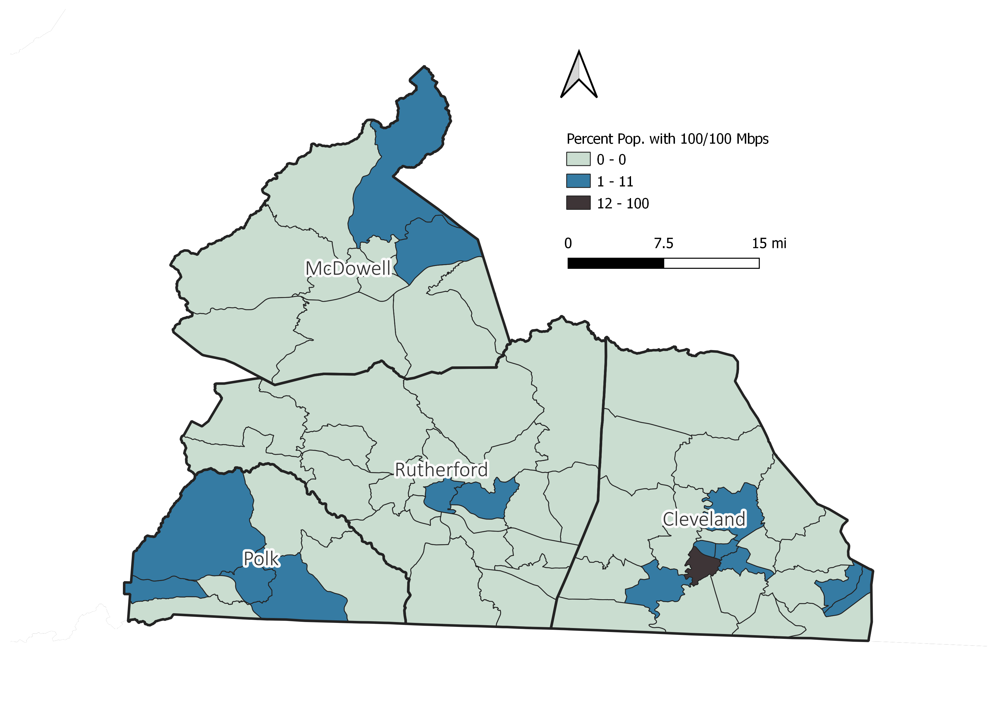 Percent Pop. with 100/100 Mbps
0 - 0
1 - 11
12 - 100
0 7.5 15 mi
McDowell
Rutherford
Cleveland
Polk